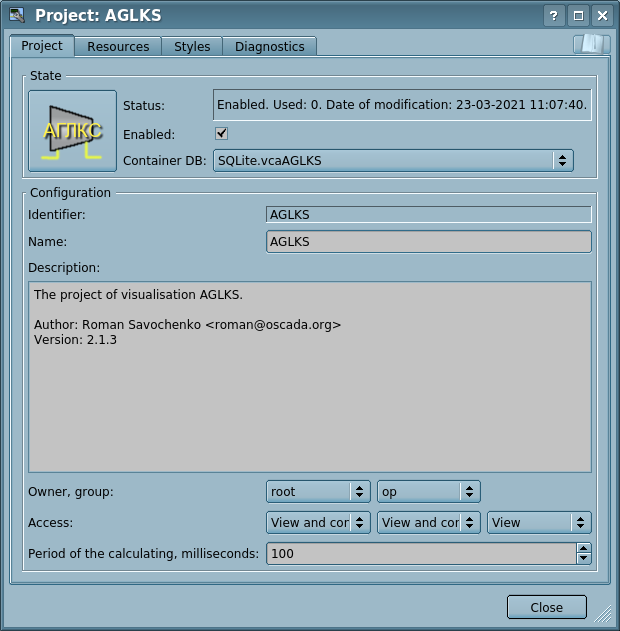 Project: AGLKS
Project Resources Styles Diagnostics
State
АГЛКС
Status: Enabled. Used: 0. Date of modification: 23-03-2021 11:07:40.
Enabled:
Container DB: SQLite.vcaAGLKS
Configuration
Identifier: AGLKS
Name: AGLKS
Description:
The project of visualisation AGLKS.
Author: Roman Savochenko <roman@oscada.org>
Version: 2.1.3
Owner, group: root op
Access: View and cor View and cor View
Period of the calculating, milliseconds: 100
Close